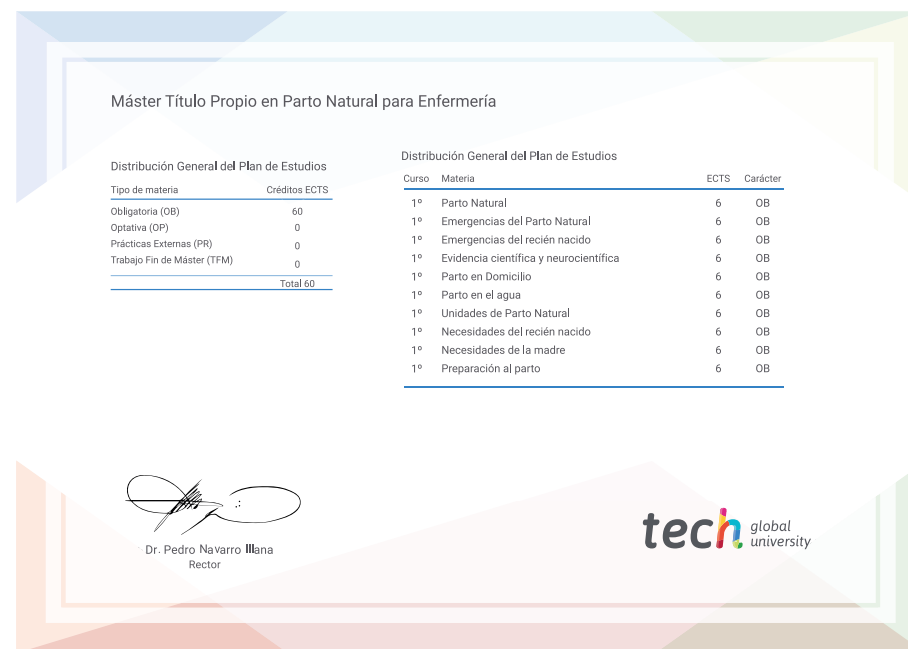 Máster Título Propio en Parto Natural para Enfermería
Distribución General del Plan de Estudios
Tipo de materia Créditos ECTS
Obligatoria (OB) 60
Optativa (OP) 0
Prácticas Externas (PR) 0
Trabajo Fin de Máster (TFM) 0
Total 60
Distribución General del Plan de Estudios
Curso Materia ECTS Carácter
1º Parto Natural 6 OB
1º Emergencias del Parto Natural 6 OB
1º Emergencias del recién nacido 6 OB
1º Evidencia científica y neurocientífica 6 OB
1º Parto en Domicilio 6 OB
1º Parto en el agua 6 OB
1º Unidades de Parto Natural 6 OB
1º Necesidades del recién nacido 6 OB
1º Necesidades de la madre 6 OB
1º Preparación al parto 6 OB
Dr. Pedro Navarro Illana
Rector
tech global
university